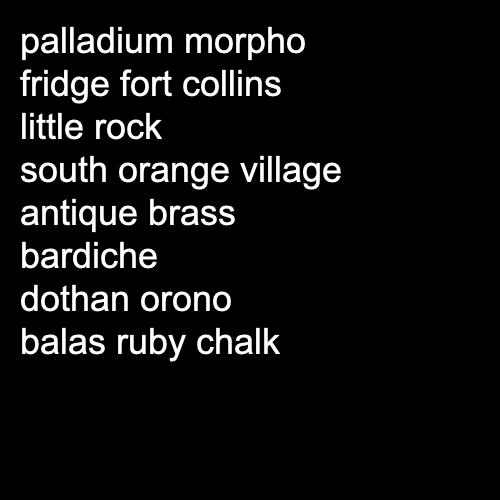 palladium morpho
fridge fort collins
little rock
south orange village
antique brass
bardiche
dothan orono
balas ruby chalk